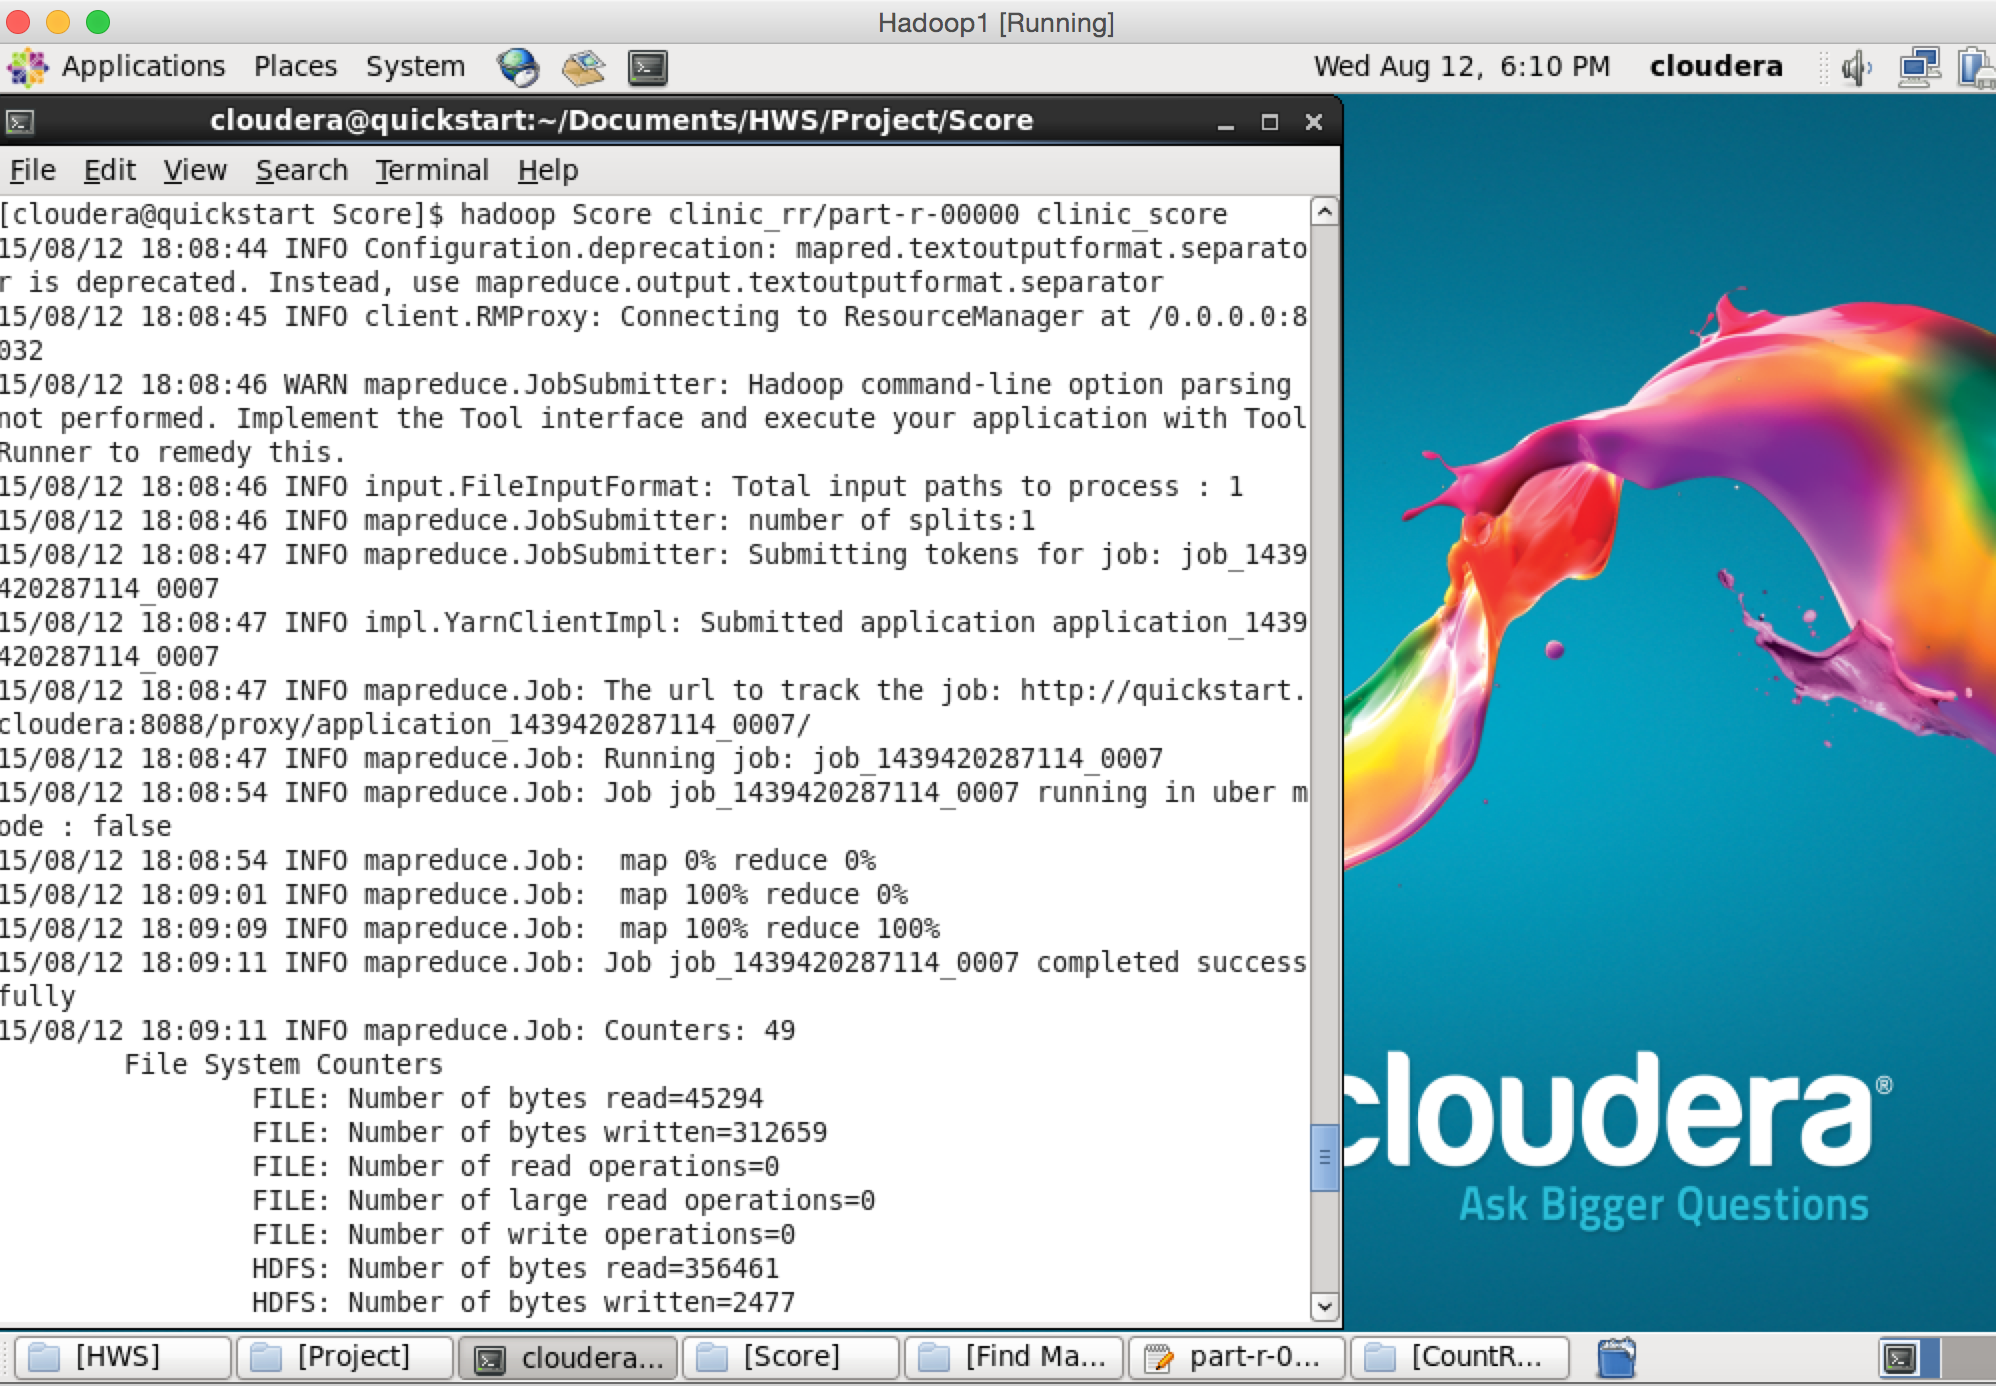 Hadoop1 [Running]
Applications Places System Wed Aug 12, 6:10 PM cloudera
cloudera@quickstart:~/Documents/HWS/Project/Score
File Edit View Search Terminal Help
[cloudera@quickstart Score]$ hadoop Score clinic_rr/part-r-00000 clinic_score
15/08/12 18:08:44 INFO Configuration.deprecation: mapred.textoutputformat.separato
r is deprecated. Instead, use mapreduce.output.textoutputformat.separator
15/08/12 18:08:45 INFO client.RMProxy: Connecting to ResourceManager at /0.0.0.0:8
032
15/08/12 18:08:46 WARN mapreduce.JobSubmitter: Hadoop command-line option parsing
not performed. Implement the Tool interface and execute your application with Tool
Runner to remedy this.
15/08/12 18:08:46 INFO input.FileInputFormat: Total input paths to process : 1
15/08/12 18:08:46 INFO mapreduce.JobSubmitter: number of splits:1
15/08/12 18:08:47 INFO mapreduce.JobSubmitter: Submitting tokens for job: job_1439
420287114_0007
15/08/12 18:08:47 INFO impl.YarnClientImpl: Submitted application application_1439
420287114_0007
15/08/12 18:08:47 INFO mapreduce.Job: The url to track the job: http://quickstart.
cloudera:8088/proxy/application_1439420287114_0007/
15/08/12 18:08:47 INFO mapreduce.Job: Running job: job_1439420287114_0007
15/08/12 18:08:54 INFO mapreduce.Job: Job job_1439420287114_0007 running in uber m
ode : false
15/08/12 18:08:54 INFO mapreduce.Job:  map 0% reduce 0%
15/08/12 18:09:01 INFO mapreduce.Job:  map 100% reduce 0%
15/08/12 18:09:09 INFO mapreduce.Job:  map 100% reduce 100%
15/08/12 18:09:11 INFO mapreduce.Job: Job job_1439420287114_0007 completed success
fully
15/08/12 18:09:11 INFO mapreduce.Job: Counters: 49
File System Counters
FILE: Number of bytes read=45294
FILE: Number of bytes written=312659
FILE: Number of read operations=0
FILE: Number of large read operations=0
FILE: Number of write operations=0
HDFS: Number of bytes read=356461
HDFS: Number of bytes written=2477
cloudera®
Ask Bigger Questions
[HWS] [Project] cloudera... [Score] [Find Ma... part-r-0... [CountR...